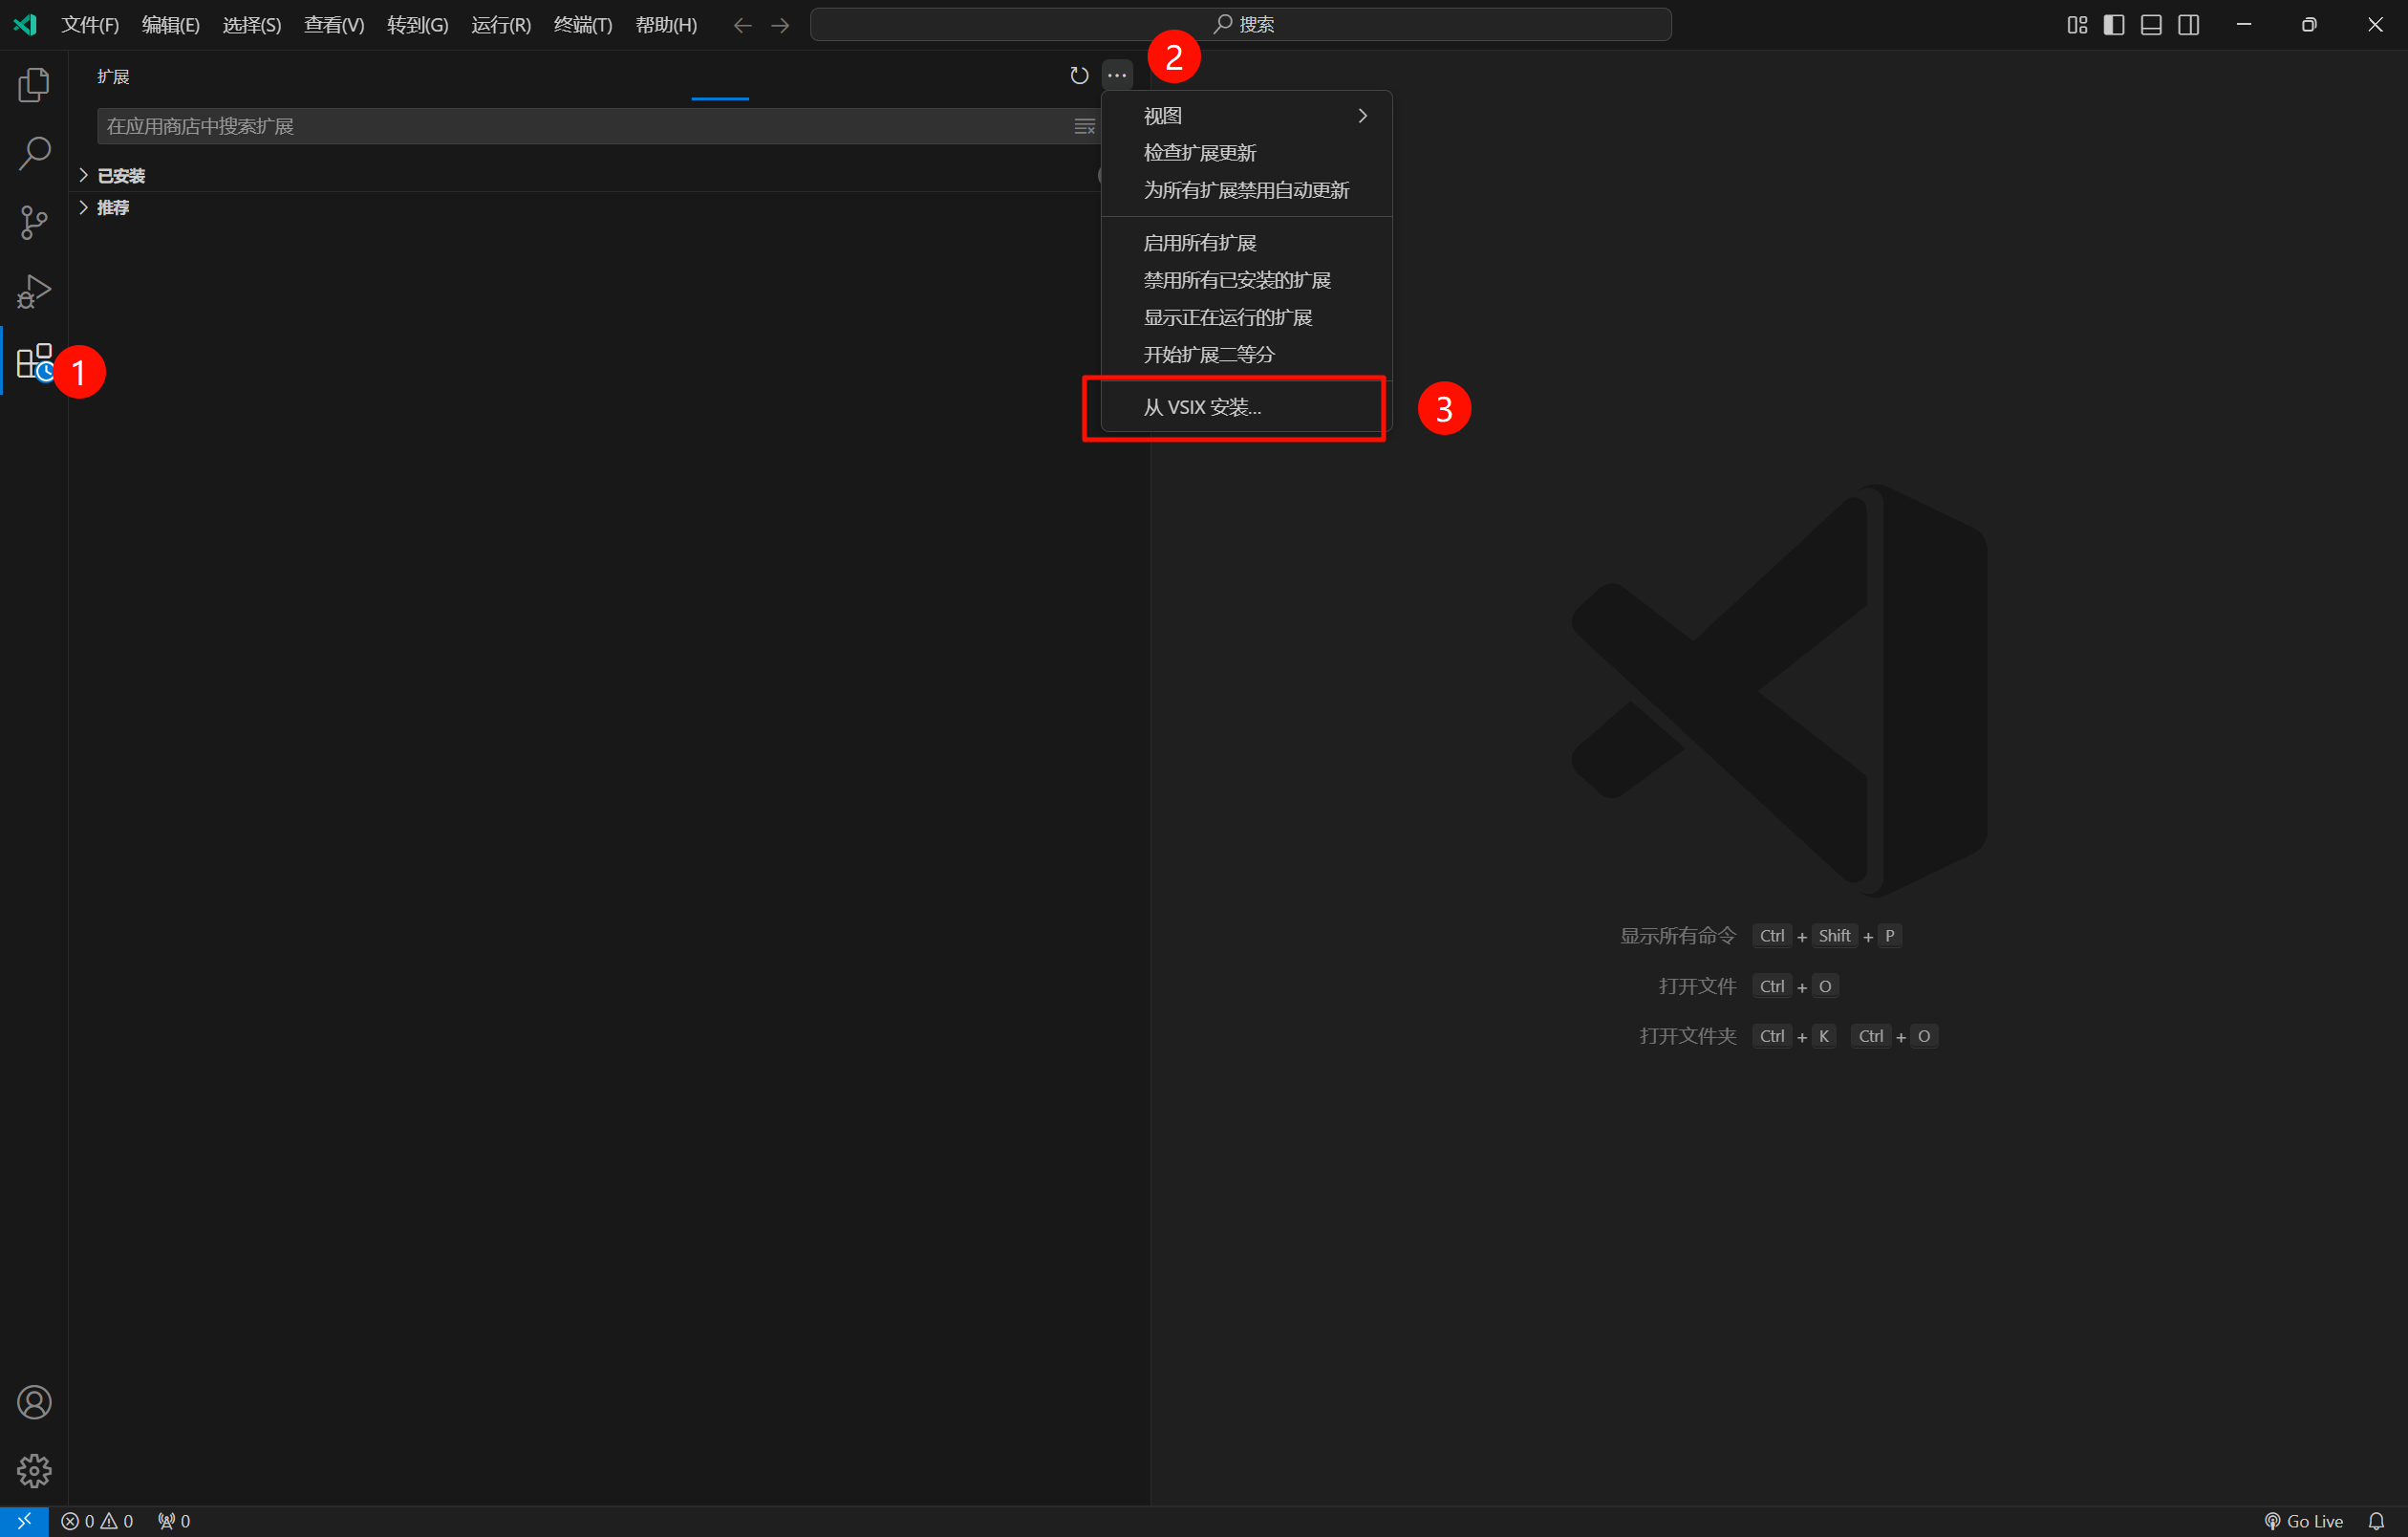 文件(F) 编辑(E) 选择(S) 查看(V) 转到(G) 运行(R) 终端(T) 帮助(H) 搜索
2
扩展
在应用商店中搜索扩展
已安装
推荐
视图
检查扩展更新
为所有扩展禁用自动更新
启用所有扩展
禁用所有已安装的扩展
显示正在运行的扩展
开始扩展二等分
从 VSIX 安装...
1
3
显示所有命令 Ctrl + Shift + P
打开文件 Ctrl + O
打开文件夹 Ctrl + K Ctrl + O
0 0 0 Go Live